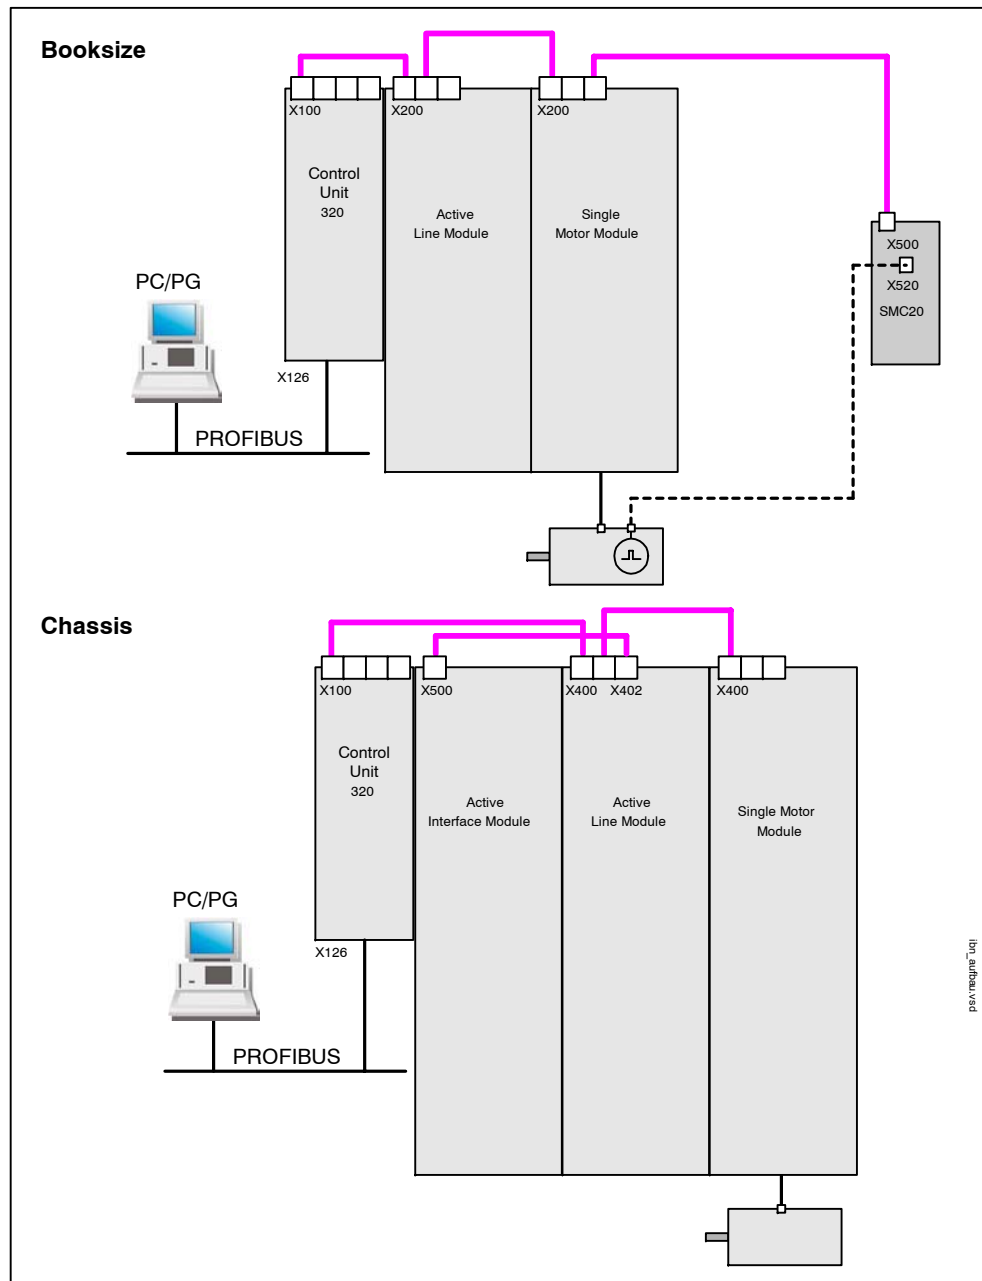 Booksize
X100
X200
X200
Control
Unit
320
Active
Line Module
Single
Motor Module
X500
X520
SMC20
PC/PG
X126
PROFIBUS
Chassis
X100
X500
X400
X402
X400
Control
Unit
320
Active
Interface Module
Active
Line Module
Single Motor
Module
PC/PG
X126
PROFIBUS
ibn_aufbau.vsd